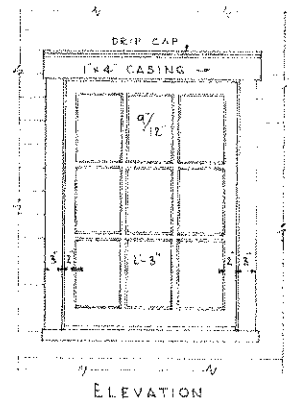 DRIP CAP
1"x4" CASING
9/12"
3" 2" 2'-3" 2" 3"
ELEVATION